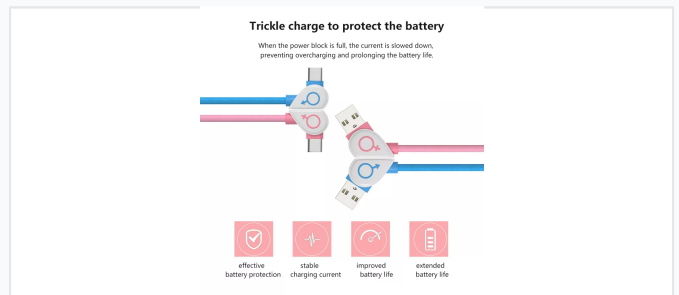 Trickle charge to protect the battery
When the power block is full, the current is slowed down,
preventing overcharging and prolonging the battery life.
effective
battery protection
stable
charging current
improved
battery life
extended
battery life